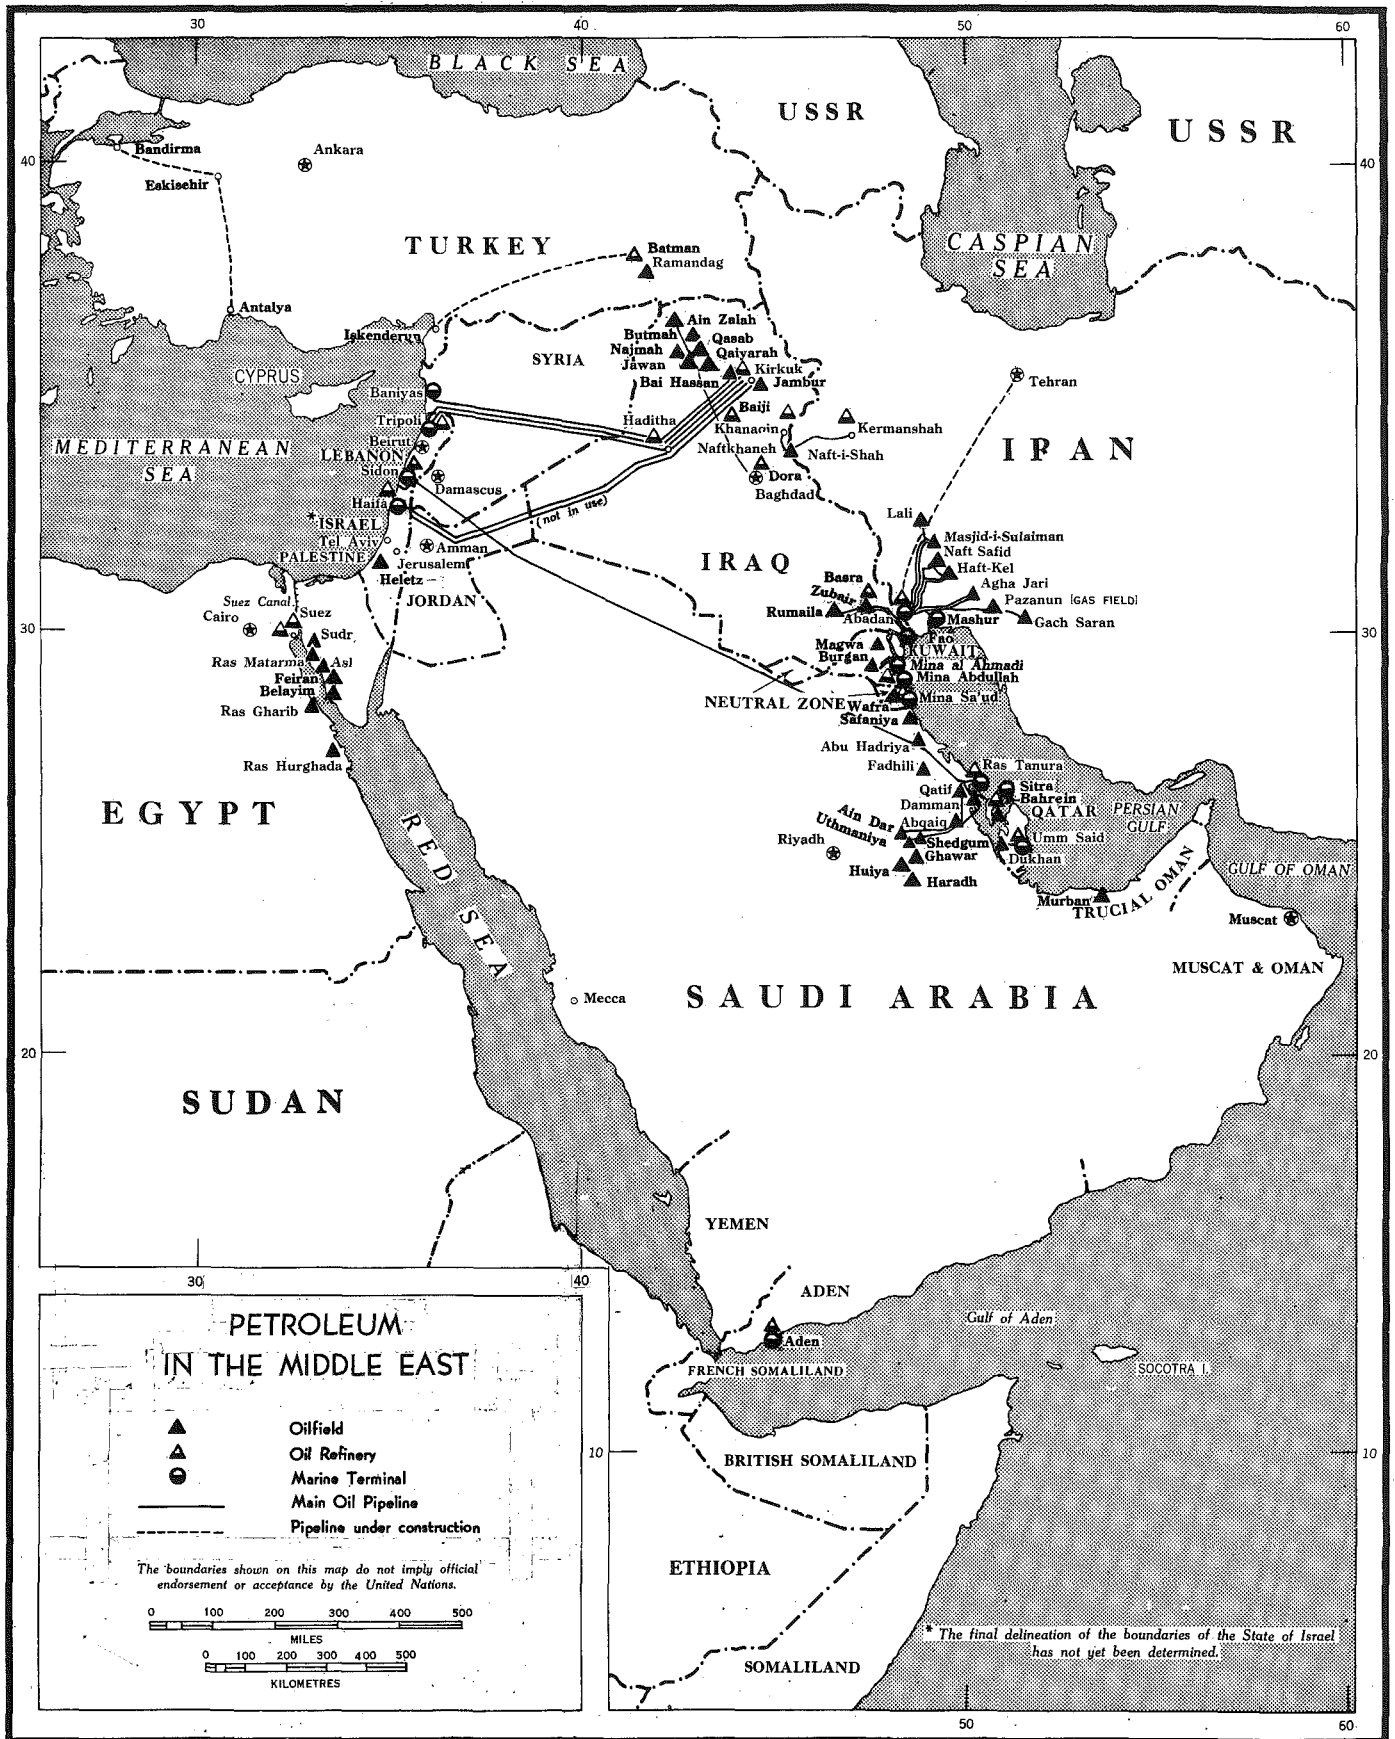 30 40 50 60
BLACK SEA
USSR
USSR
40
40
Bandirma
Ankara
Eskisehir
CASPIAN
SEA
TURKEY
Batman
Ramandag
Antalya
Iskenderun
Ain Zalah
Butmah
Qasab
Najmah
Qaiyarah
Jawan
SYRIA
Kirkuk
Bai Hassan
Jambur
CYPRUS
Tehran
Baniyas
Baiji
Tripoli
Haditha
Khanaqin
Kermanshah
Beirut
MEDITERRANEAN
SEA
LEBANON
Naftkhaneh
Naft-i-Shah
IRAN
Sidon
Dora
Damascus
Baghdad
Haifa
(not in use)
Lali
* ISRAEL
Masjid-i-Sulaiman
Tel Aviv
Amman
Naft Safid
PALESTINE
Jerusalem
IRAQ
Haft-Kel
Heletz
Basra
Agha Jari
JORDAN
Zubair
Pazanun [GAS FIELD]
Suez Canal
Rumaila
Abadan
Mashur
Gach Saran
Cairo
Suez
30
30
Sudr
Fao
Magwa
KUWAIT
Ras Matarma
Asl
Burgan
Mina al Ahmadi
Feiran
Mina Abdullah
Belayim
NEUTRAL ZONE
Mina Sa'ud
Ras Gharib
Wafra
Safaniya
Abu Hadriya
Ras Hurghada
Fadhili
Ras Tanura
Qatif
Sitra
Damman
Bahrein
EGYPT
QATAR
PERSIAN
GULF
Ain Dar
Abqaiq
Uthmaniya
Umm Said
Riyadh
Shedgum
Ghawar
Dukhan
GULF OF OMAN
Huiya
Haradh
Murban
TRUCIAL OMAN
RED SEA
Muscat
MUSCAT & OMAN
SAUDI ARABIA
Mecca
20
20
SUDAN
YEMEN
30
40
ADEN
Gulf of Aden
Aden
SOCOTRA I.
FRENCH SOMALILAND
10
10
BRITISH SOMALILAND
ETHIOPIA
SOMALILAND
PETROLEUM
IN THE MIDDLE EAST
Oilfield
Oil Refinery
Marine Terminal
Main Oil Pipeline
Pipeline under construction
The boundaries shown on this map do not imply official
endorsement or acceptance by the United Nations.
0 100 200 300 400 500
MILES
0 100 200 300 400 500
KILOMETRES
* The final delineation of the boundaries of the State of Israel
has not yet been determined.
50 60